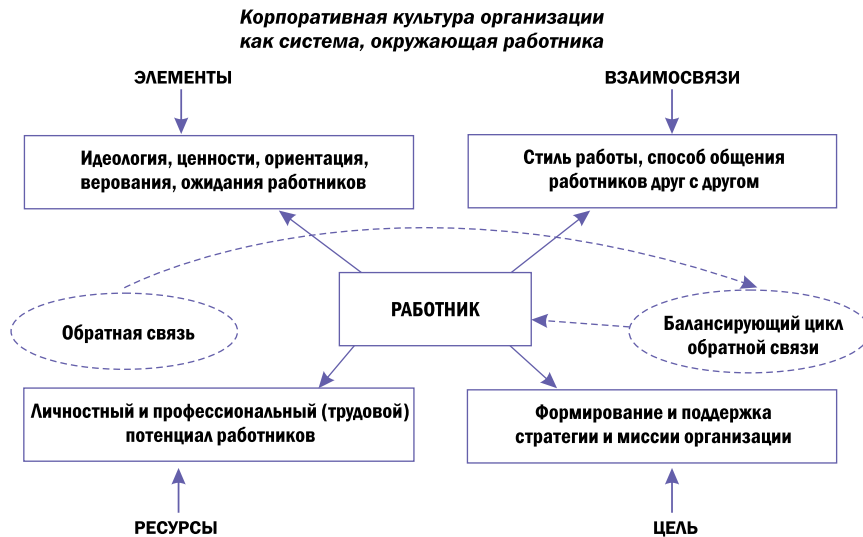 Корпоративная культура организации
как система, окружающая работника
ЭЛЕМЕНТЫ
ВЗАИМОСВЯЗИ
Идеология, ценности, ориентация,
верования, ожидания работников
Стиль работы, способ общения
работников друг с другом
Обратная связь
РАБОТНИК
Балансирующий цикл
обратной связи
Личностный и профессиональный (трудовой)
потенциал работников
Формирование и поддержка
стратегии и миссии организации
РЕСУРСЫ
ЦЕЛЬ